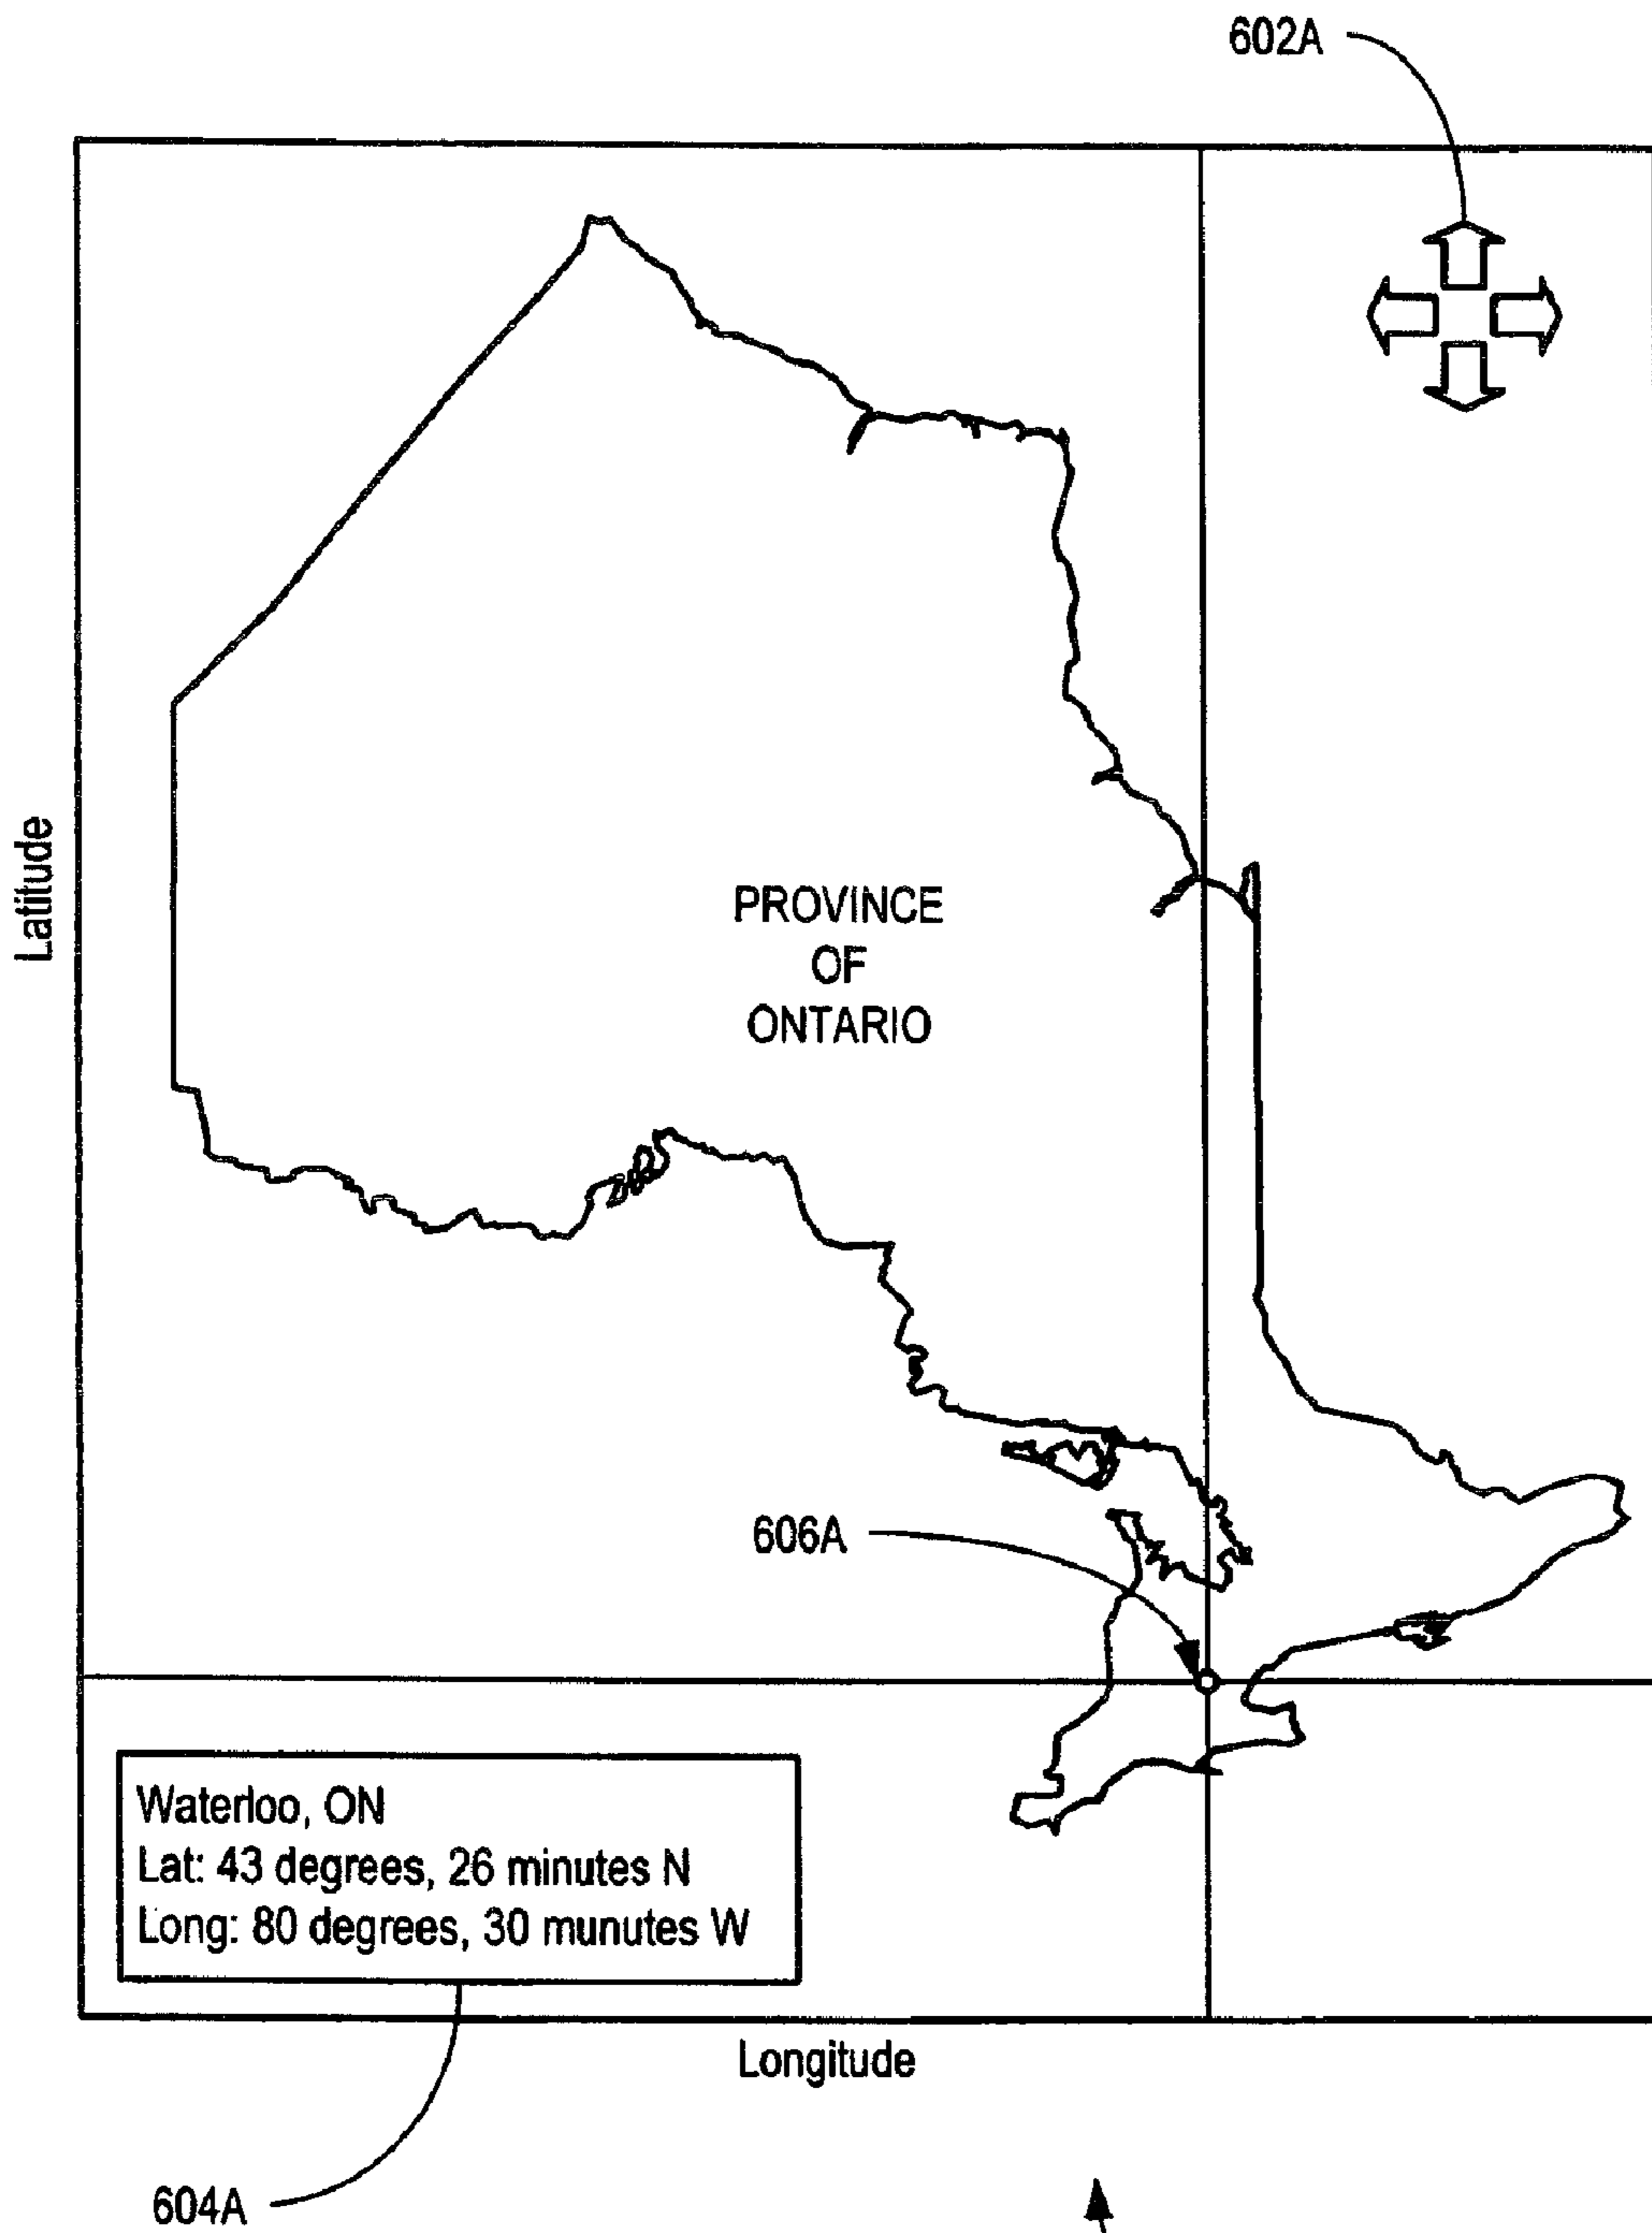 602A
Latitude
PROVINCE
OF
ONTARIO
606A
Waterloo, ON
Lat: 43 degrees, 26 minutes N
Long: 80 degrees, 30 munutes W
Longitude
604A